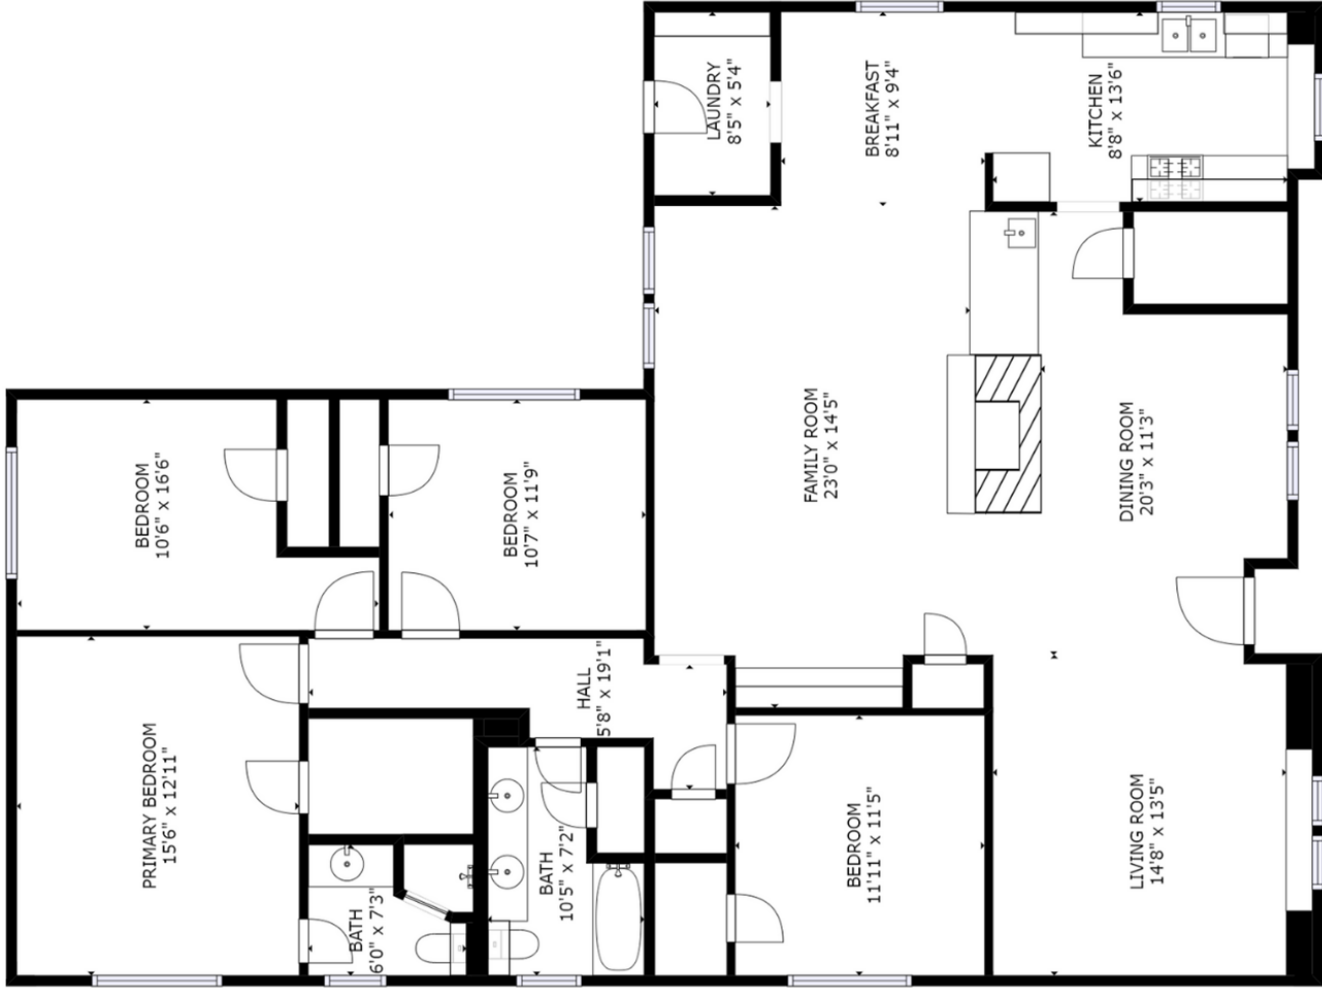 LAUNDRY
8'5" x 5'4"
BREAKFAST
8'11" x 9'4"
KITCHEN
8'8" x 13'6"
FAMILY ROOM
23'0" x 14'5"
DINING ROOM
20'3" x 11'3"
BEDROOM
10'6" x 16'6"
BEDROOM
10'7" x 11'9"
HALL
5'8" x 19'1"
PRIMARY BEDROOM
15'6" x 12'11"
BATH
6'0" x 7'3"
BATH
10'5" x 7'2"
BEDROOM
11'11" x 11'5"
LIVING ROOM
14'8" x 13'5"